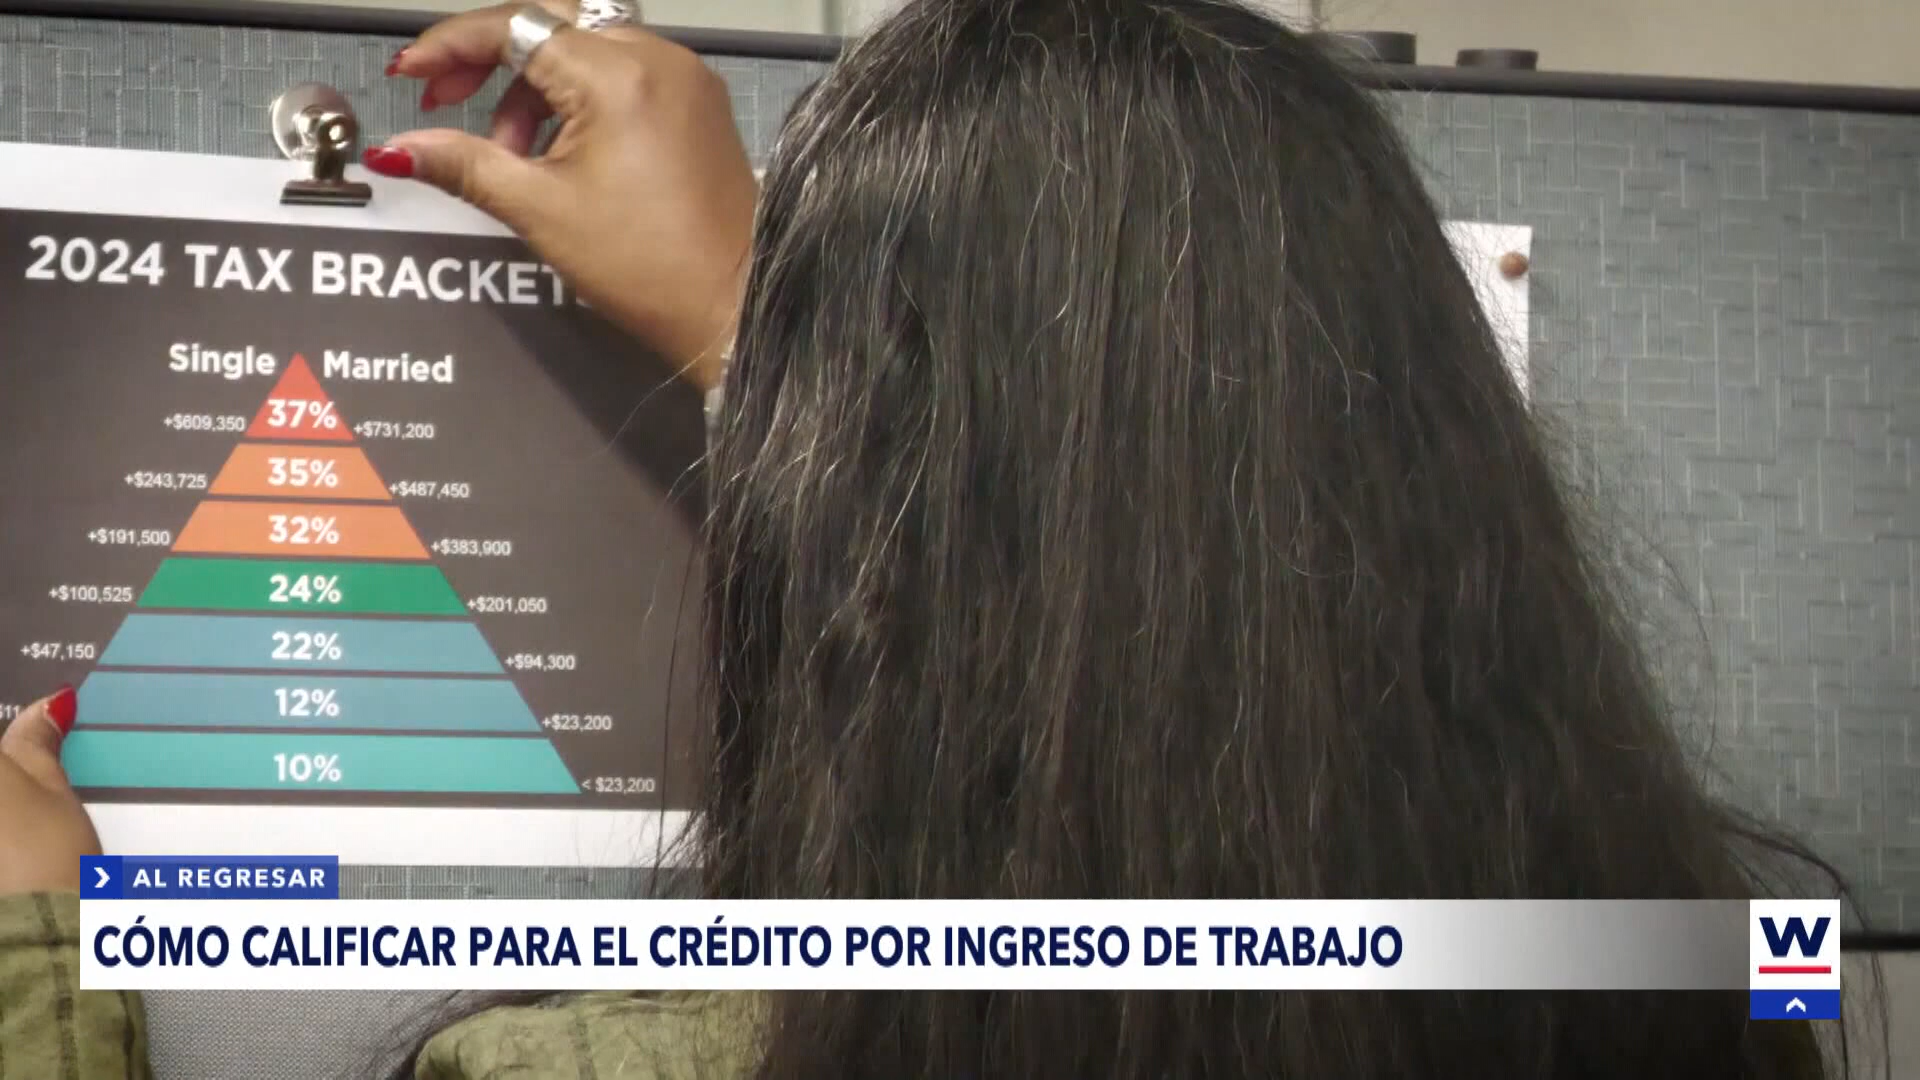 2024 TAX BRACKET
Single Married
37%
+$609,350 +$731,200
35%
+$243,725 +$487,450
32%
+$191,500 +$383,900
24%
+$100,525 +$201,050
22%
+$47,150 +$94,300
12%
+$23,200
10%
< $23,200
AL REGRESAR
CÓMO CALIFICAR PARA EL CRÉDITO POR INGRESO DE TRABAJO
W